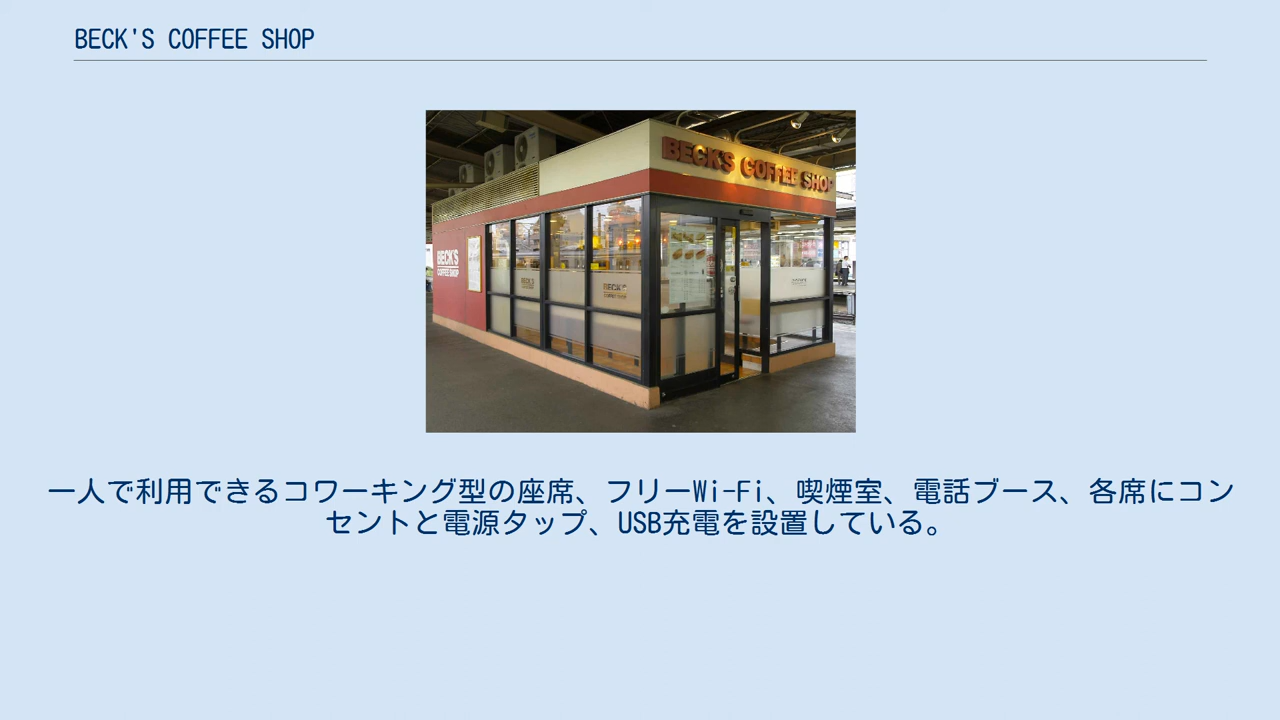 BECK'S COFFEE SHOP
BECK'S COFFEE SHOP
BECK'S
COFFEE SHOP
BECK'S
一人で利用できるコワーキング型の座席、フリーWi-Fi、喫煙室、電話ブース、各席にコン
セントと電源タップ、USB充電を設置している。